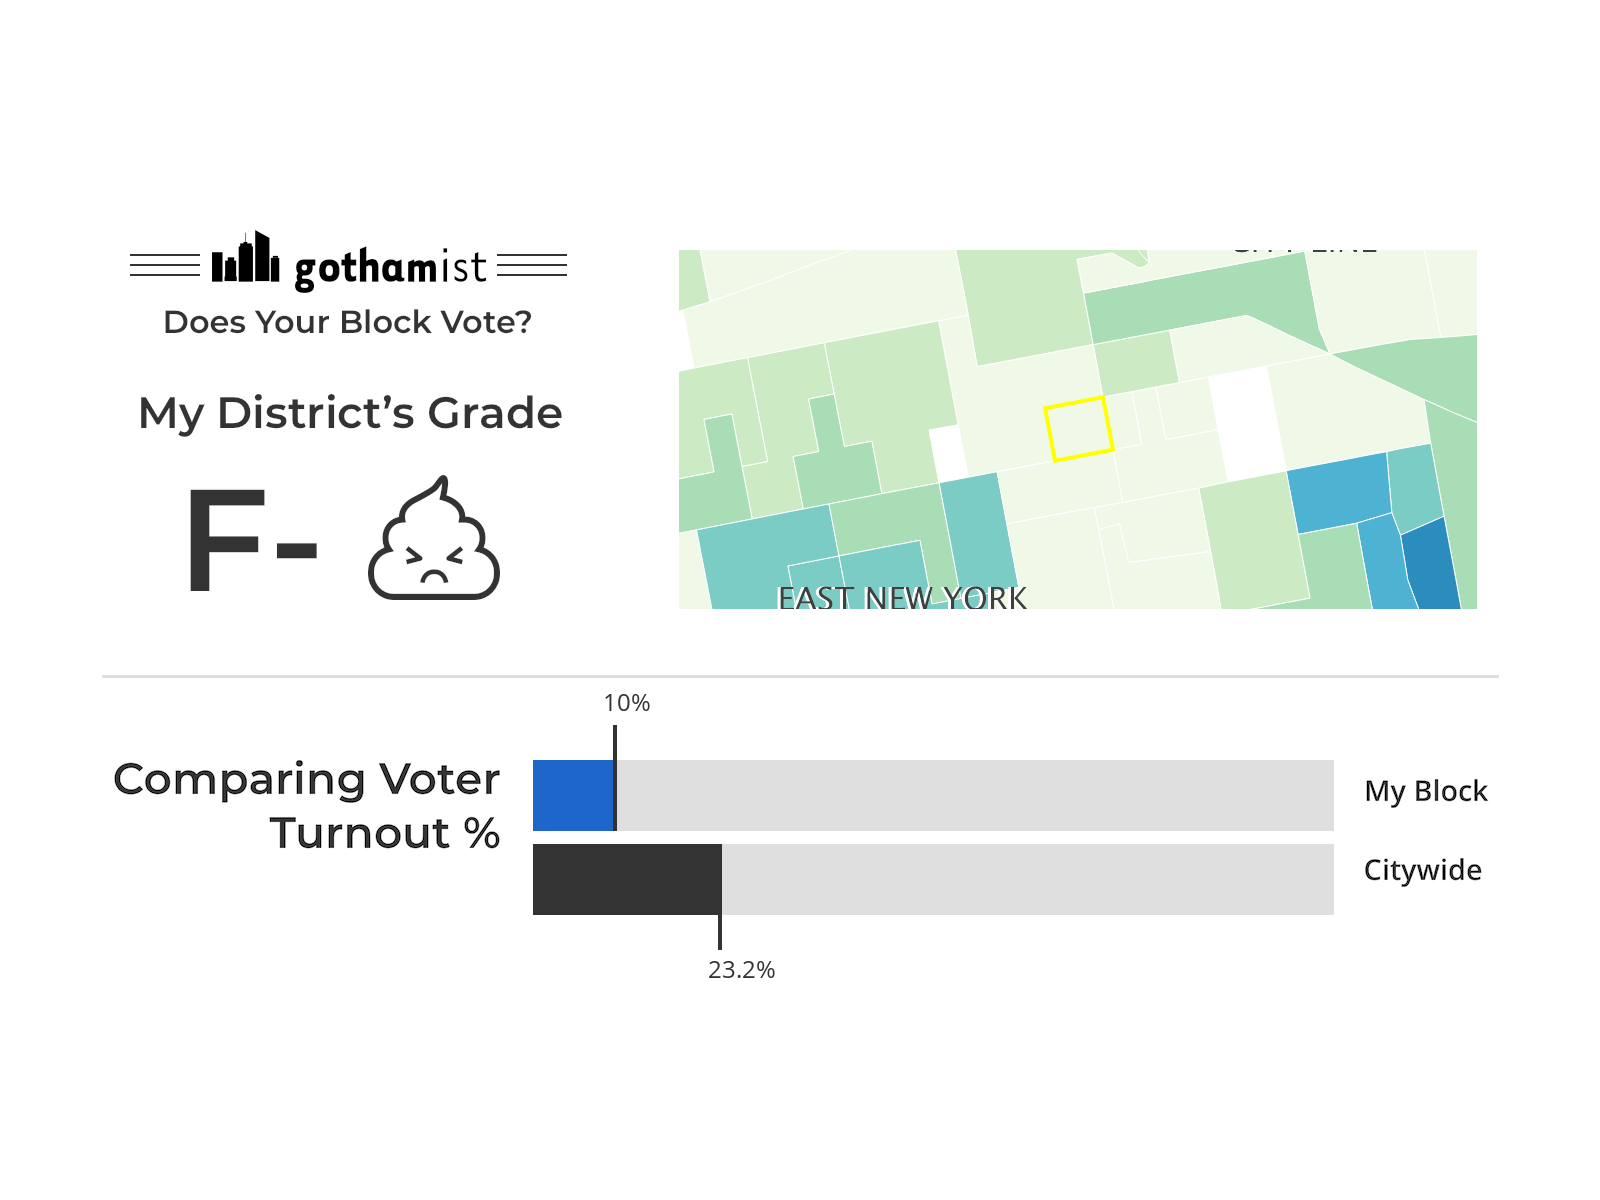 gothamist
Does Your Block Vote?
My District's Grade
F-
EAST NEW YORK
10%
Comparing Voter
Turnout %
My Block
Citywide
23.2%